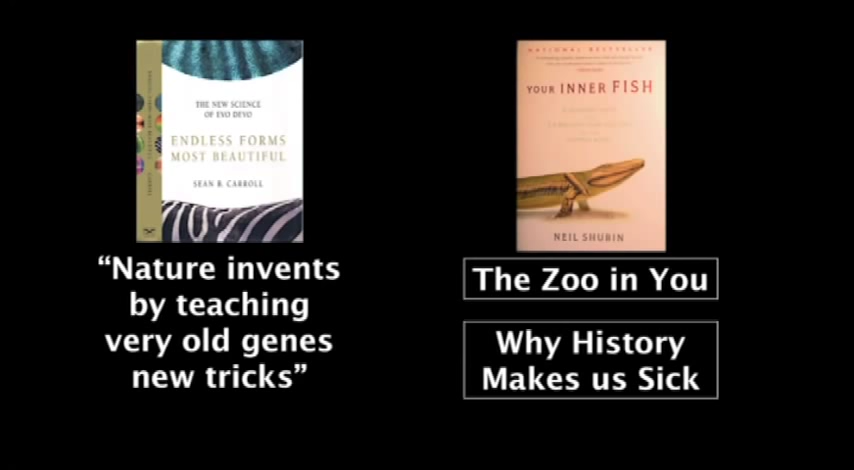 THE NEW SCIENCE
OF EVO DEVO
ENDLESS FORMS
MOST BEAUTIFUL
SEAN B. CARROLL
“Nature invents
by teaching
very old genes
new tricks”
NATIONAL BESTSELLER
YOUR INNER FISH
NEIL SHUBIN
The Zoo in You
Why History
Makes us Sick